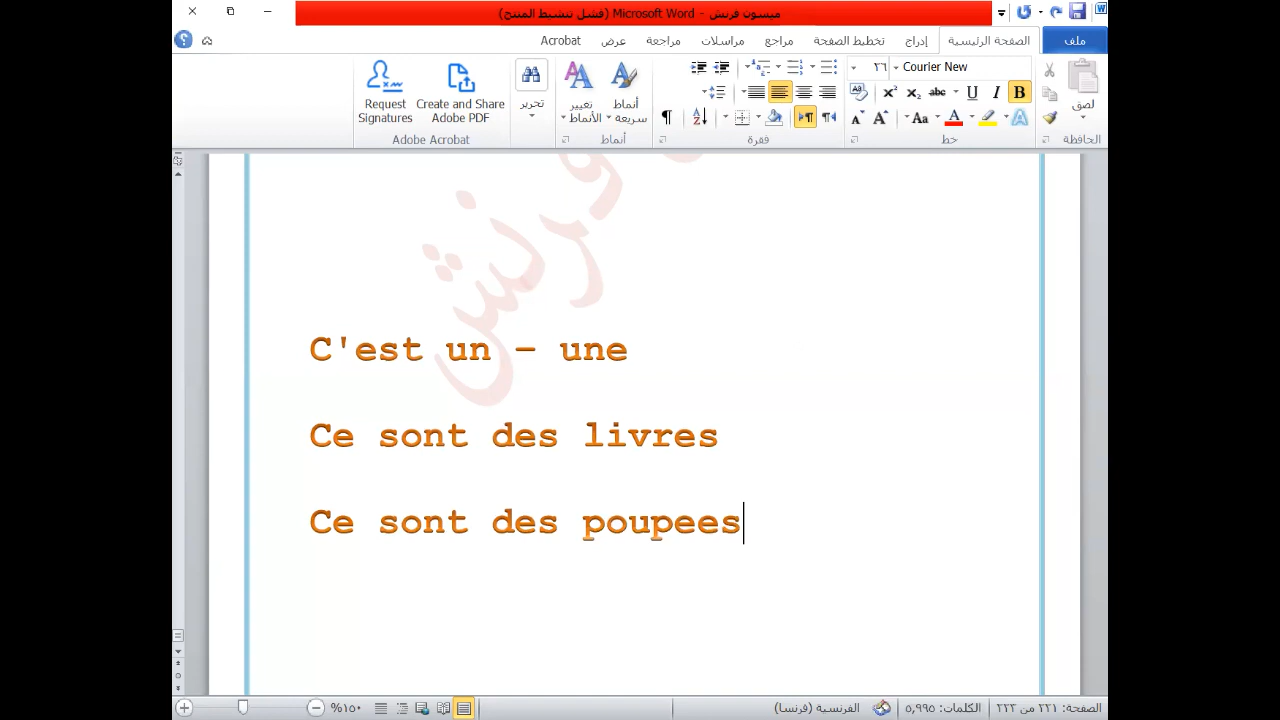 ميسون فرنش - Microsoft Word (فشل تنشيط المنتج)
ملف الصفحة الرئيسية إدراج تخطيط الصفحة مراجع مراسلات مراجعة عرض Acrobat
لصق
الحافظة
Courier New ٢٦
خط
فقرة
أنماط سريعة
تغيير الأنماط
أنماط
تحرير
Create and Share Adobe PDF
Request Signatures
Adobe Acrobat
فرنش
C'est un – une
Ce sont des livres
Ce sont des poupees
الصفحة: ٢٢١ من ٢٢٣ الكلمات: ٥,٩٩٥ الفرنسية (فرنسا) ١٥٠%